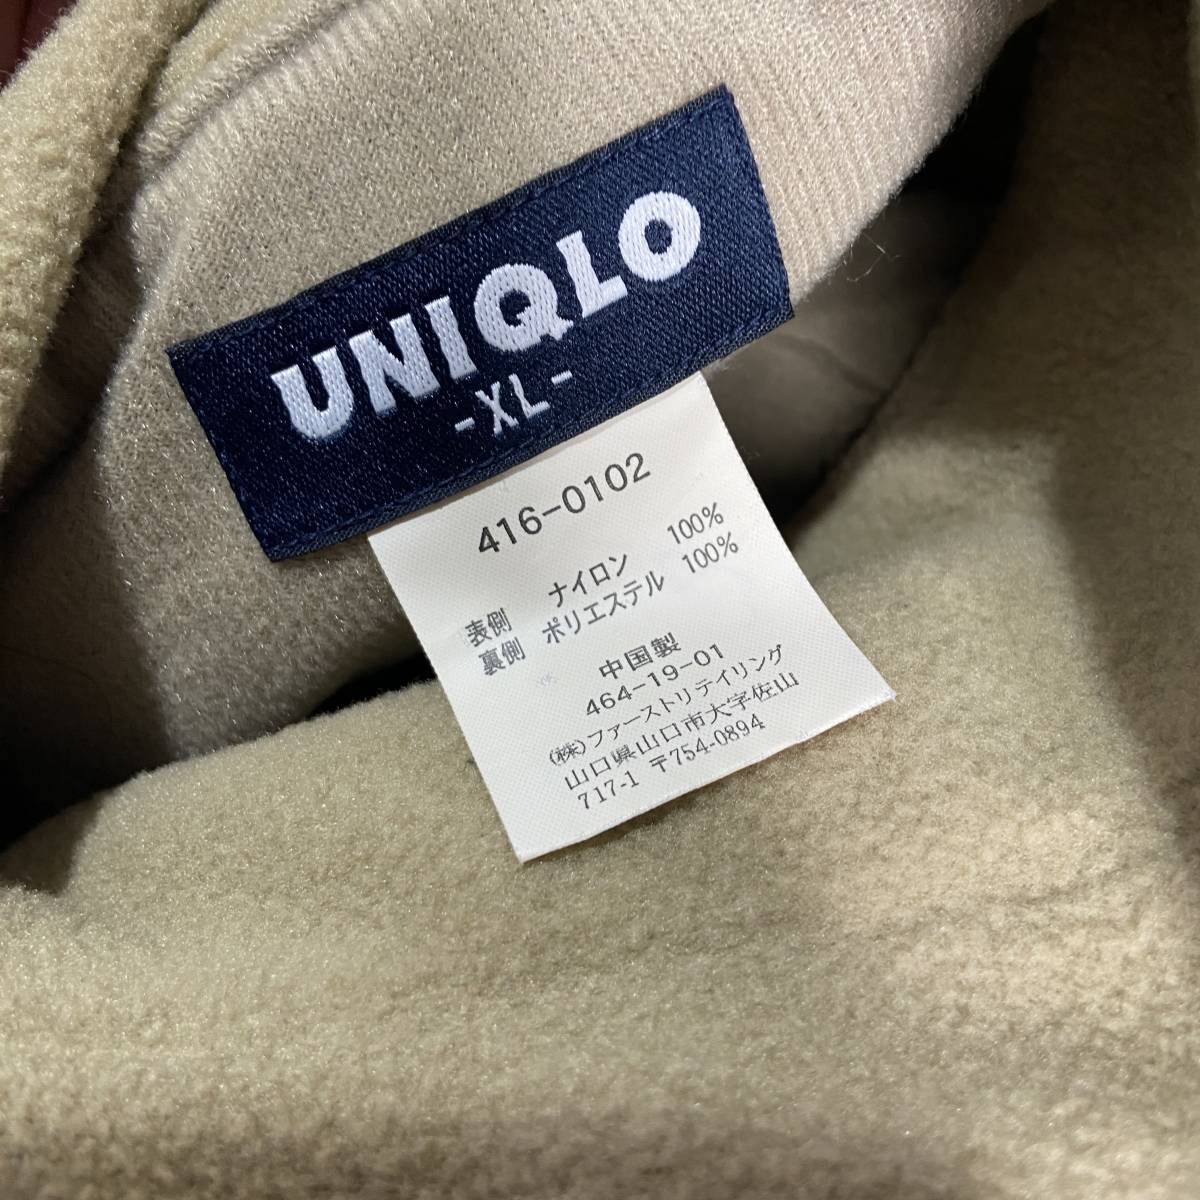 UNIQLO
-XL-
416-0102
表側 ナイロン 100%
裏側 ポリエステル 100%
中国製
464-19-01
(株)ファーストリテイリング
山口県山口市大字佐山
717-1 〒754-0894